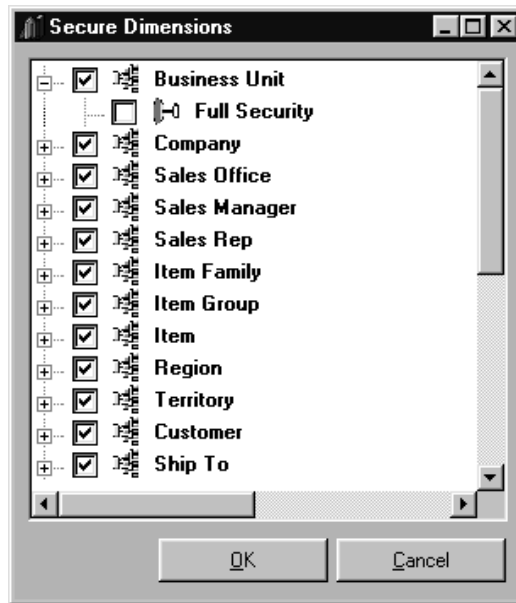 Secure Dimensions
Business Unit
Full Security
Company
Sales Office
Sales Manager
Sales Rep
Item Family
Item Group
Item
Region
Territory
Customer
Ship To
OK Cancel